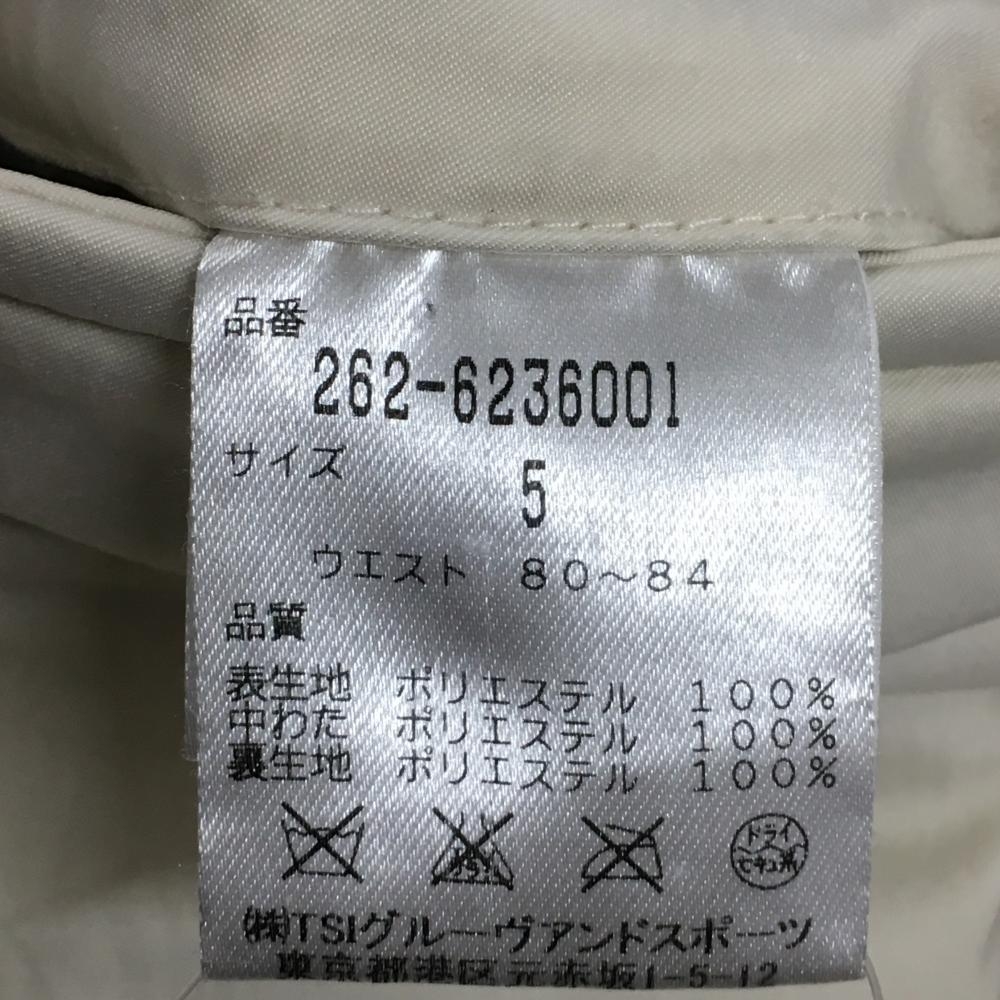 品番
262-6236001
サイズ 5
ウエスト 80～84
品質
表生地 ポリエステル 100%
中わた ポリエステル 100%
裏生地 ポリエステル 100%
ドライ
セキュ系
(株)TSIグルーヴアンドスポーツ
東京都港区元赤坂1-5-12